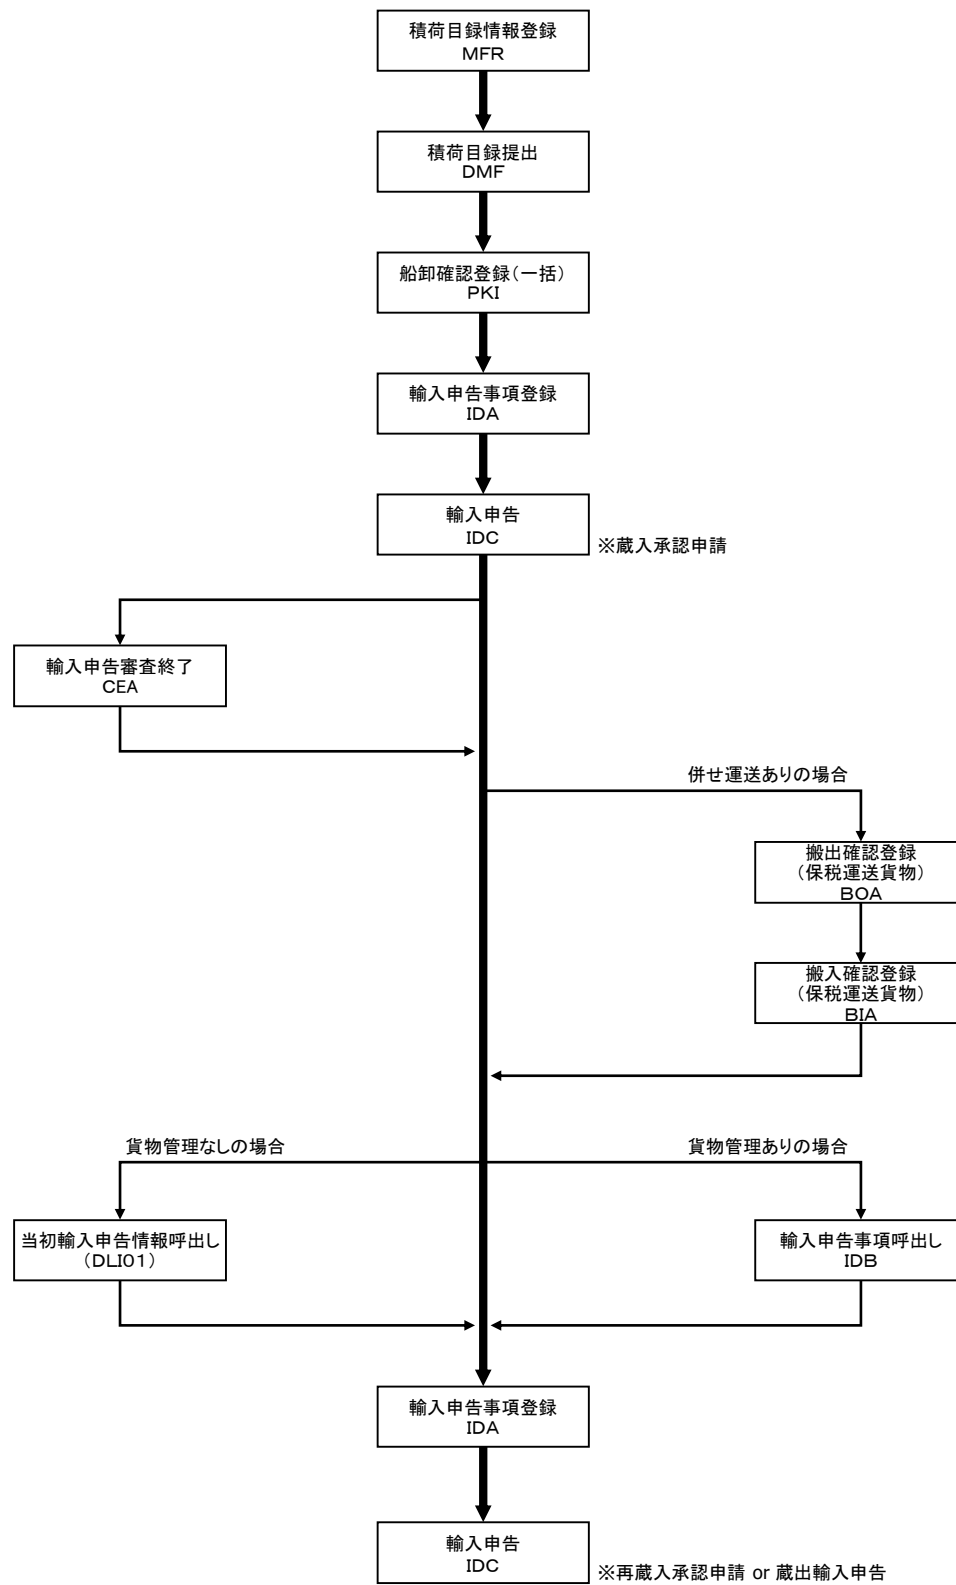 積荷目録情報登録
MFR
積荷目録提出
DMF
船卸確認登録(一括)
PKI
輸入申告事項登録
IDA
輸入申告
IDC
※蔵入承認申請
輸入申告審査終了
CEA
併せ運送ありの場合
搬出確認登録
(保税運送貨物)
BOA
搬入確認登録
(保税運送貨物)
BIA
貨物管理なしの場合
貨物管理ありの場合
当初輸入申告情報呼出し
(DLI01)
輸入申告事項呼出し
IDB
輸入申告事項登録
IDA
輸入申告
IDC
※再蔵入承認申請 or 蔵出輸入申告